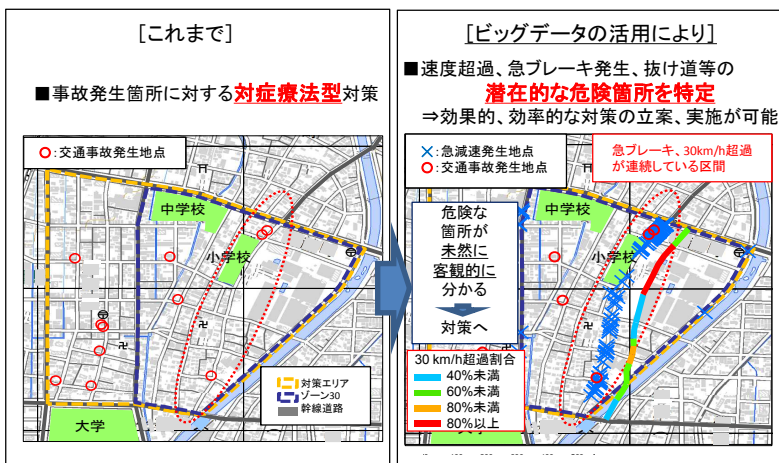 [これまで]
■事故発生箇所に対する対症療法型対策
○:交通事故発生地点
中学校
小学校
大学
対策エリア
ゾーン30
幹線道路
[ビッグデータの活用により]
■速度超過、急ブレーキ発生、抜け道等の
潜在的な危険箇所を特定
⇒効果的、効率的な対策の立案、実施が可能
×:急減速発生地点
○:交通事故発生地点
急ブレーキ、30km/h超過
が連続している区間
危険な
箇所が
未然に
客観的に
分かる
対策へ
中学校
小学校
30 km/h超過割合
40%未満
60%未満
80%未満
80%以上